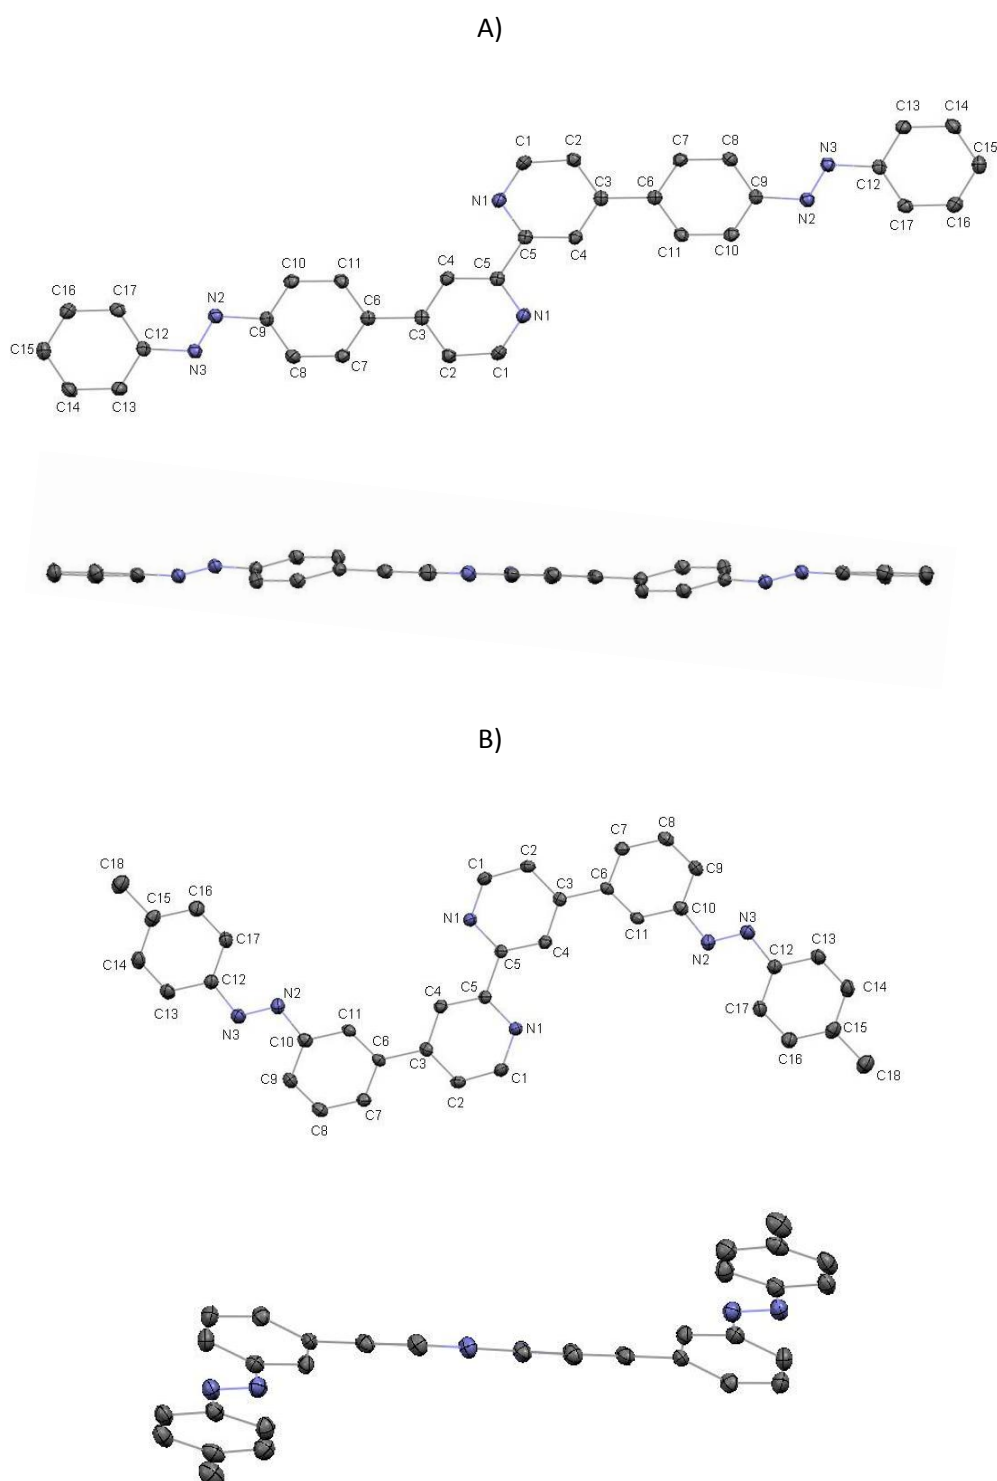 A)
C13 C14
C1 C2 C7 C8 N3 C15
N1 C3 C6 C9 C12
N2 C17 C16
C5 C4 C11 C10
C10 C11 C4 C5
C16 C17 N2 C6 N1
C15 C12 C9 C3
N3 C8 C7 C2 C1
C14 C13
B)
C7 C8
C18 C1 C2 C9
C15 C16 C3 C6
N1 C10 N3
C17 C4 C11 C13
C14 C5 N2 C12
C12 C5 C14
C13 N2 C4 C17
N3 C11 N1 C15
C10 C6 C16
C9 C3 C1 C18
C7 C2
C8